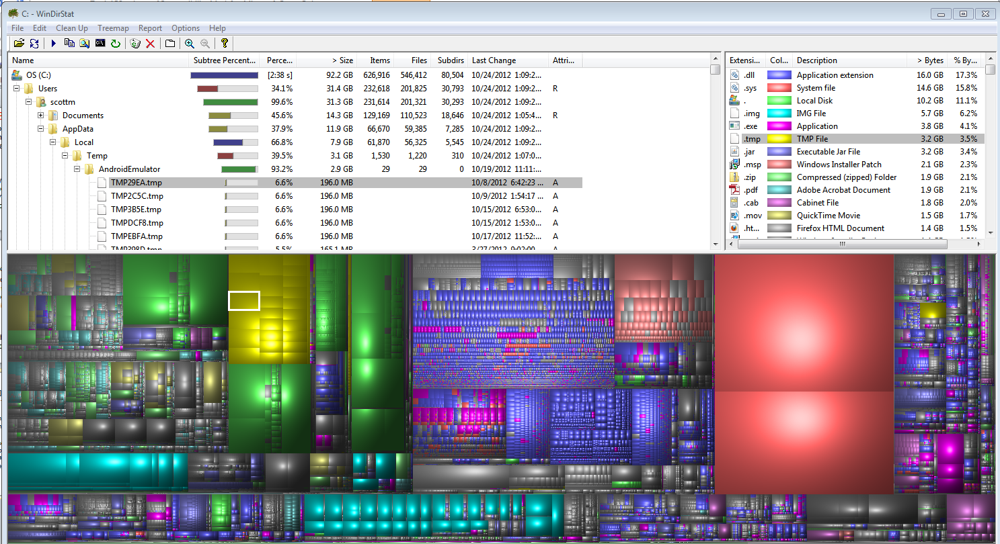 C: - WinDirStat
File Edit Clean Up Treemap Report Options Help
Name Subtree Percent... Perce... > Size Items Files Subdirs Last Change Attri...
OS (C:) [2:38 s] 92.2 GB 626,916 546,412 80,504 10/24/2012 1:09:2...
Users 34.1% 31.4 GB 232,618 201,825 30,793 10/24/2012 1:09:2... R
scottm 99.6% 31.3 GB 231,614 201,321 30,293 10/24/2012 1:09:2...
Documents 45.6% 14.3 GB 129,169 110,523 18,646 10/24/2012 1:05:4... R
AppData 37.9% 11.9 GB 66,670 59,385 7,285 10/24/2012 1:09:2...
Local 66.8% 7.9 GB 61,870 56,325 5,545 10/24/2012 1:09:2...
Temp 39.5% 3.1 GB 1,530 1,220 310 10/24/2012 1:07:0...
AndroidEmulator 93.2% 2.9 GB 29 29 0 10/19/2012 11:11:...
TMP29EA.tmp 6.6% 196.0 MB 10/8/2012 6:42:23 ... A
TMP2C5C.tmp 6.6% 196.0 MB 10/9/2012 1:54:17 ... A
TMP3B5E.tmp 6.6% 196.0 MB 10/15/2012 6:53:0... A
TMPDCF8.tmp 6.6% 196.0 MB 10/15/2012 1:53:0... A
TMPEBFA.tmp 6.6% 196.0 MB 10/17/2012 11:52:... A
TMP398D.tmp 5.5% 165.1 MB 3/27/2012 9:02:00 A
Extensi... Col... Description > Bytes % By...
.dll Application extension 16.0 GB 17.3%
.sys System file 14.6 GB 15.8%
. Local Disk 10.2 GB 11.1%
.img IMG File 5.7 GB 6.2%
.exe Application 3.8 GB 4.1%
.tmp TMP File 3.2 GB 3.5%
.jar Executable Jar File 3.2 GB 3.4%
.msp Windows Installer Patch 2.1 GB 2.3%
.zip Compressed (zipped) Folder 1.9 GB 2.1%
.pdf Adobe Acrobat Document 1.9 GB 2.1%
.cab Cabinet File 1.8 GB 2.0%
.mov QuickTime Movie 1.5 GB 1.7%
.ht... Firefox HTML Document 1.4 GB 1.5%